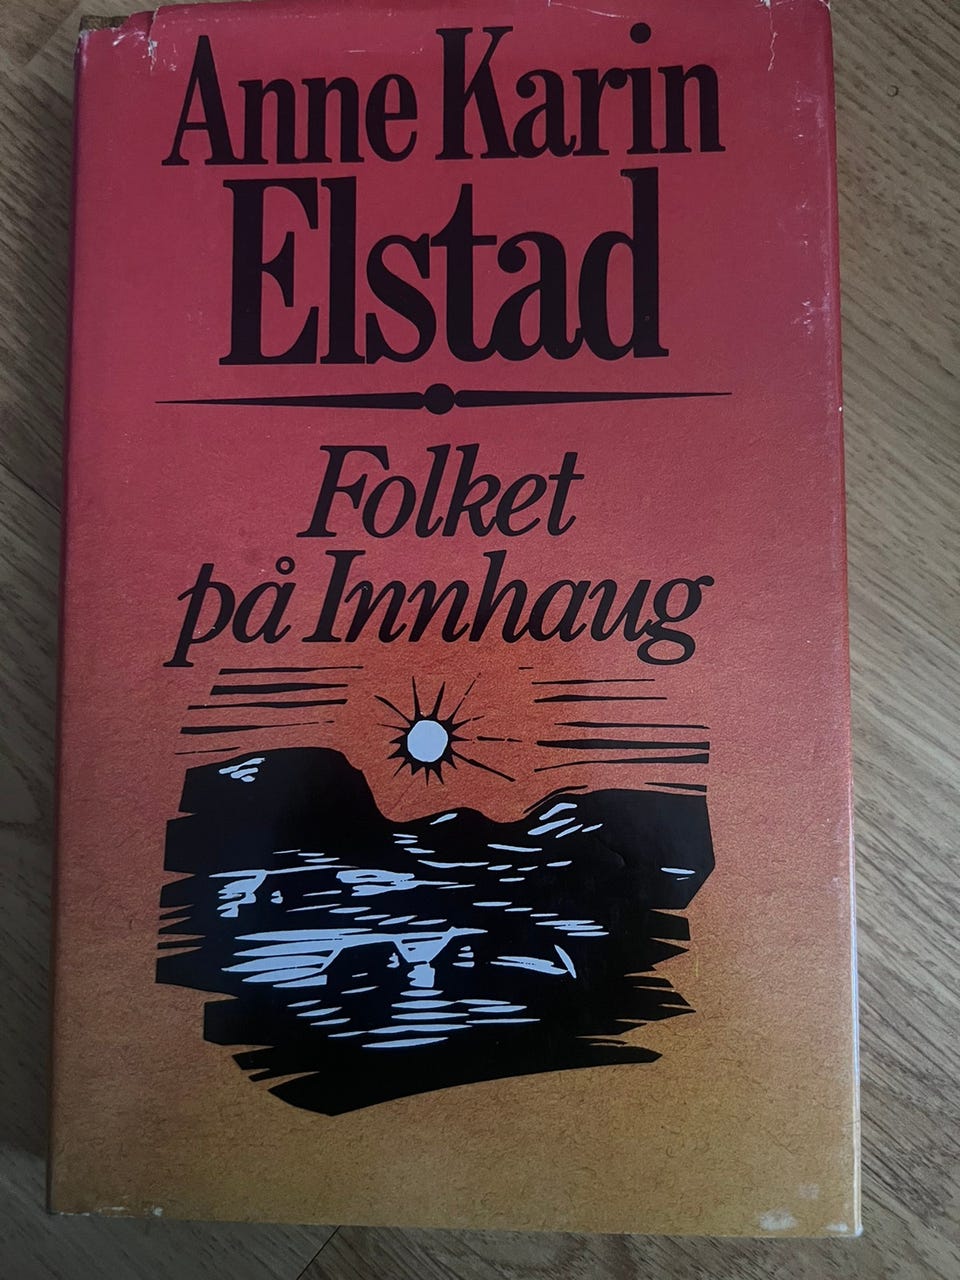 Anne Karin
Elstad
Folket
på Innhaug